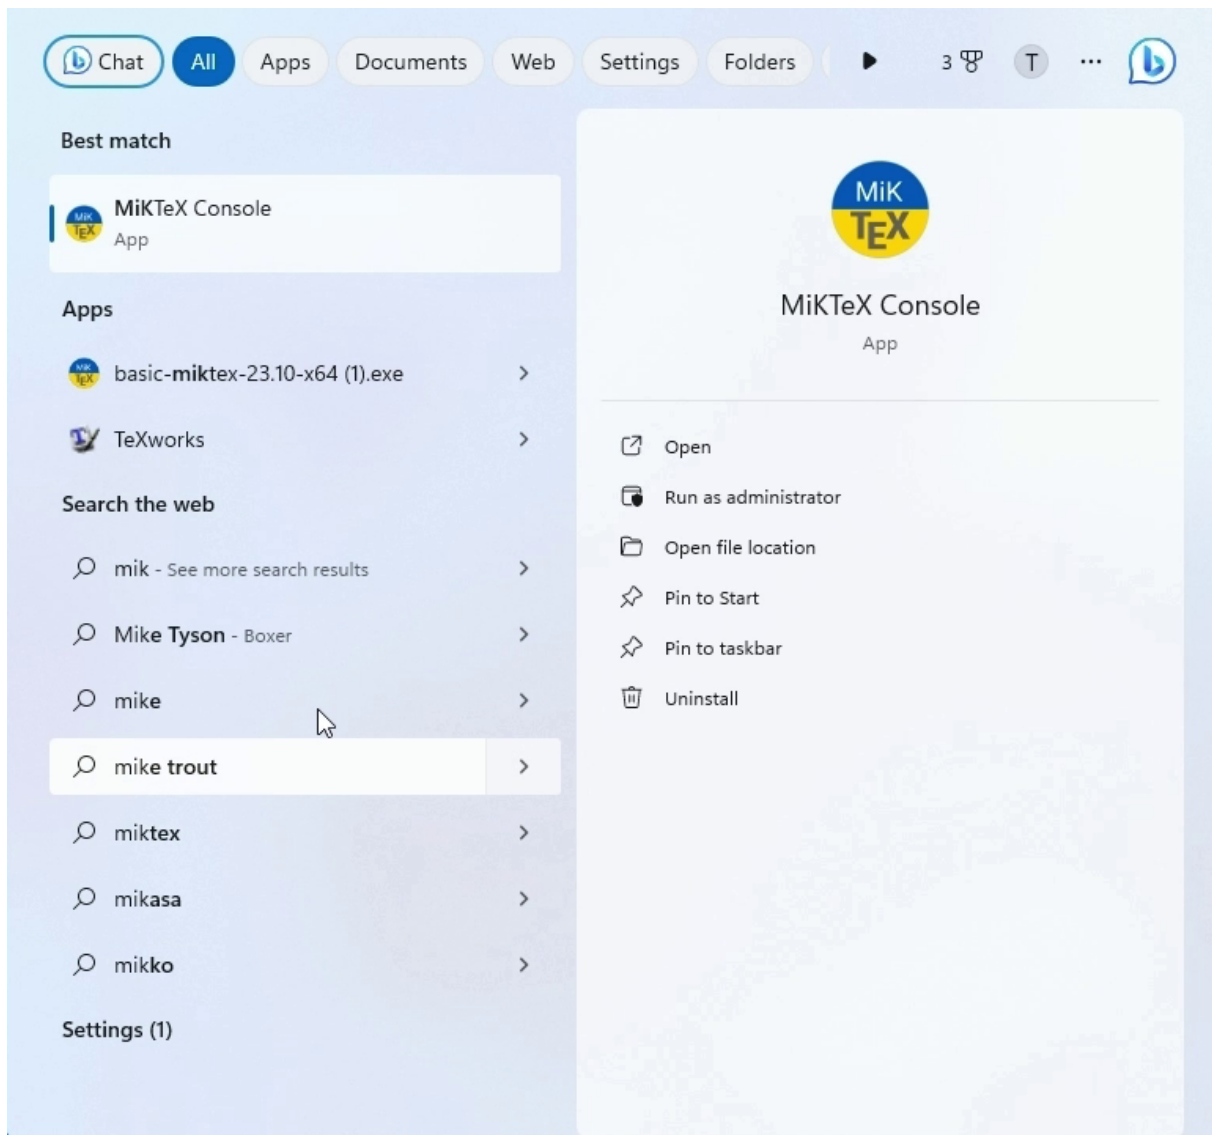 Chat All Apps Documents Web Settings Folders 3 T ...
Best match
MiKTeX Console
App
Apps
basic-miktex-23.10-x64 (1).exe
TeXworks
Search the web
mik - See more search results
Mike Tyson - Boxer
mike
mike trout
miktex
mikasa
mikko
Settings (1)
MiK
TEX
MiKTeX Console
App
Open
Run as administrator
Open file location
Pin to Start
Pin to taskbar
Uninstall